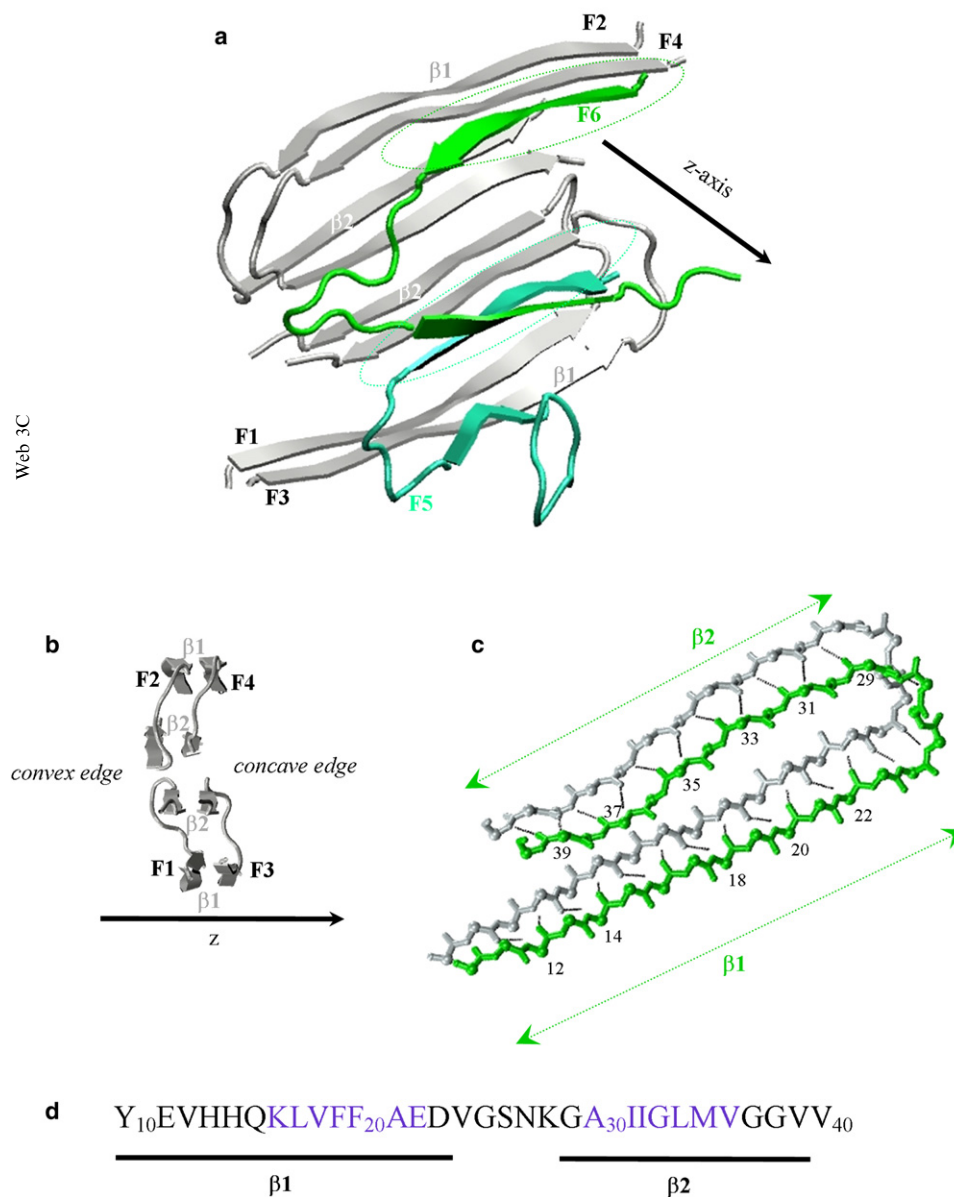 a
F2
F4
β1
F6
z-axis
β2
β2
β1
F1
F3
F5
Web 3C
b
β1
F2
F4
β2
convex edge
concave edge
β2
F1
F3
β1
z
c
β2
29
31
33
35
37
39
22
20
18
14
12
β1
d
Y10EVHHQKLVFF20AEDVGSNKGA30IIGLMVGGVV40
β1
β2